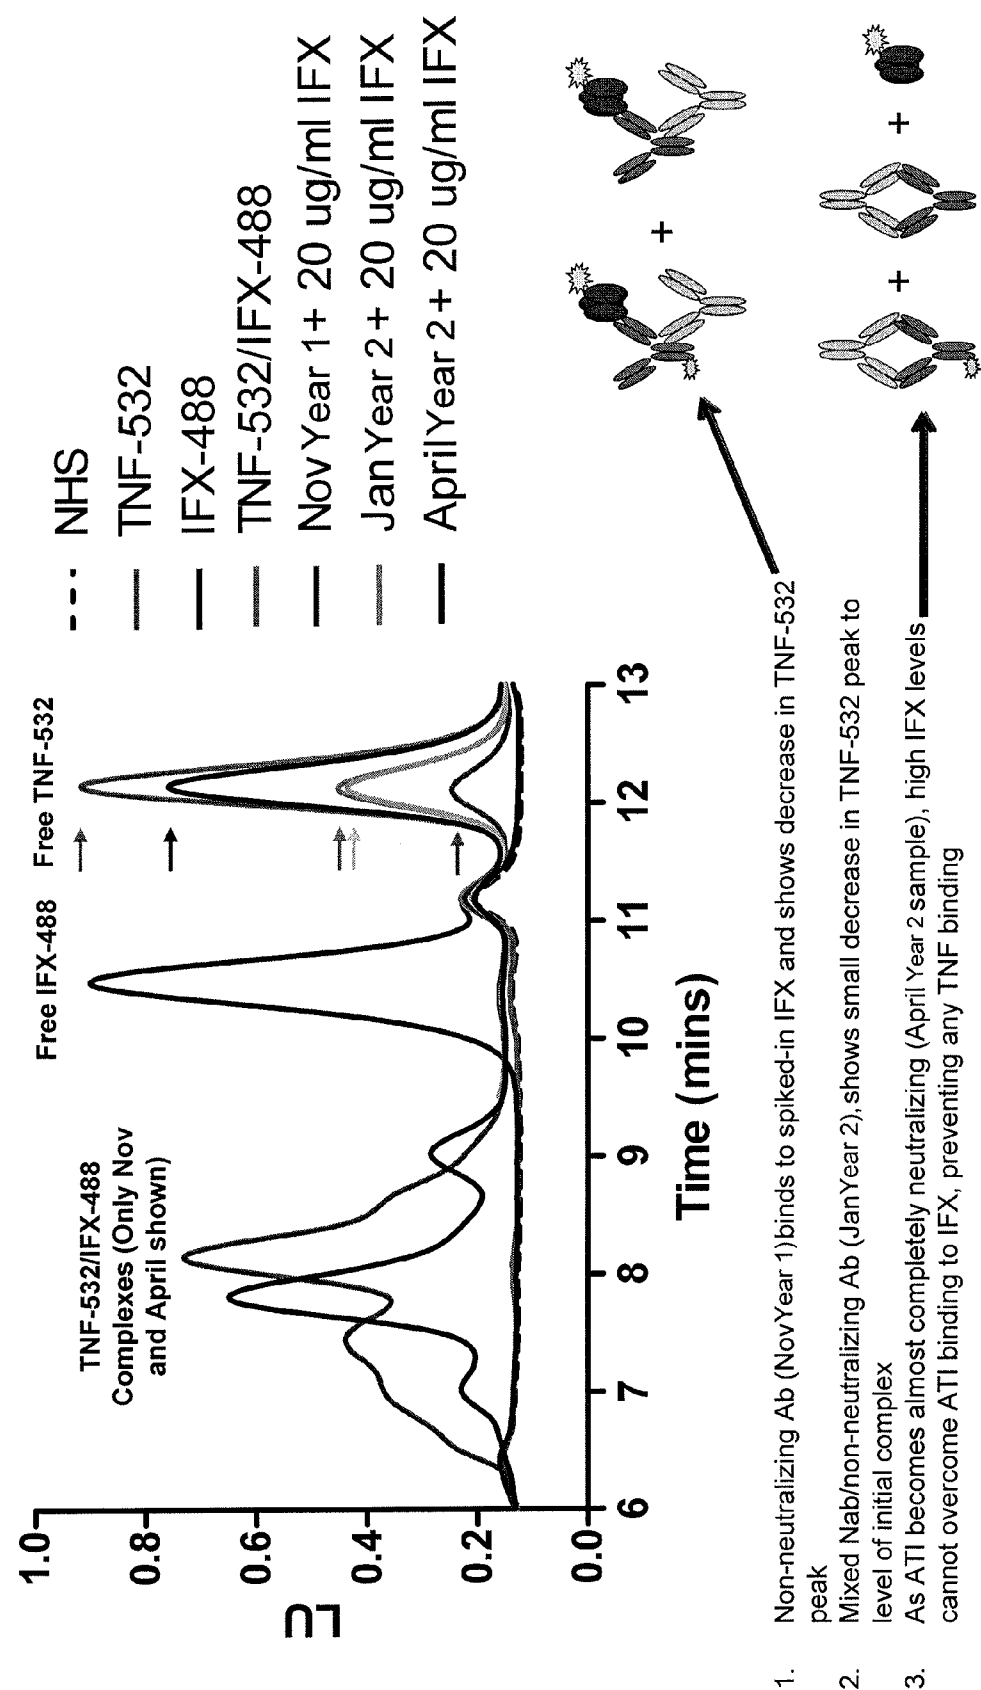 TNF-532/IFX-488
Complexes (Only Nov
and April shown)
Free IFX-488
Free TNF-532
LU
1.0
0.8
0.6
0.4
0.2
0.0
6
7
8
9
10
11
12
13
Time (mins)
NHS
TNF-532
IFX-488
TNF-532/IFX-488
Nov Year 1 + 20 ug/ml IFX
Jan Year 2 + 20 ug/ml IFX
April Year 2 + 20 ug/ml IFX
1. Non-neutralizing Ab (Nov Year 1) binds to spiked-in IFX and shows decrease in TNF-532
peak
2. Mixed Nab/non-neutralizing Ab (Jan Year 2), shows small decrease in TNF-532 peak to
level of initial complex
3. As ATI becomes almost completely neutralizing (April Year 2 sample), high IFX levels
cannot overcome ATI binding to IFX, preventing any TNF binding
+
+
+